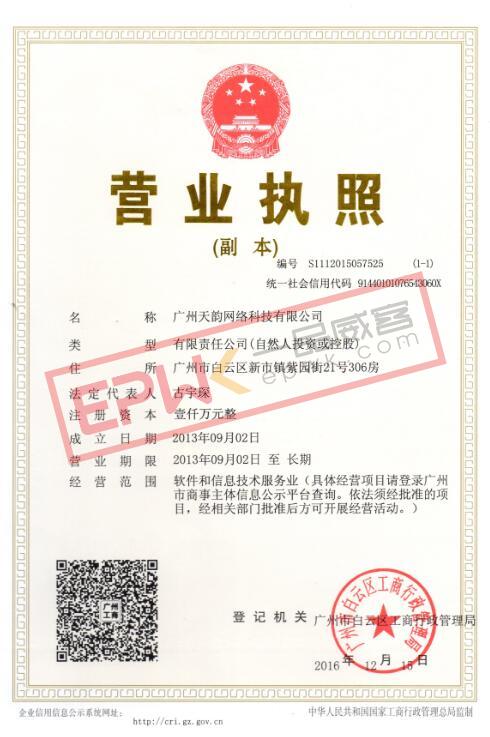 营业执照
(副 本)
编号 S1112015057525 (1-1)
统一社会信用代码 91440101076543060X
名 称 广州天韵网络科技有限公司
类 型 有限责任公司(自然人投资或控股)
住 所 广州市白云区新市镇紫园街21号306房
法定代表人 古宇琛
注册资本 壹仟万元整
成立日期 2013年09月02日
营业期限 2013年09月02日 至 长期
经营范围 软件和信息技术服务业(具体经营项目请登录广州
市商事主体信息公示平台查询。依法须经批准的项
目,经相关部门批准后方可开展经营活动。)
EPWK 一品威客
epwk.com
广州
工商
登记机关 广州市白云区工商行政管理局
广州市白云区工商行政管理局
2016 年 12 月 15 日
企业信用信息公示系统网址: http://cri.gz.gov.cn
中华人民共和国国家工商行政管理总局监制